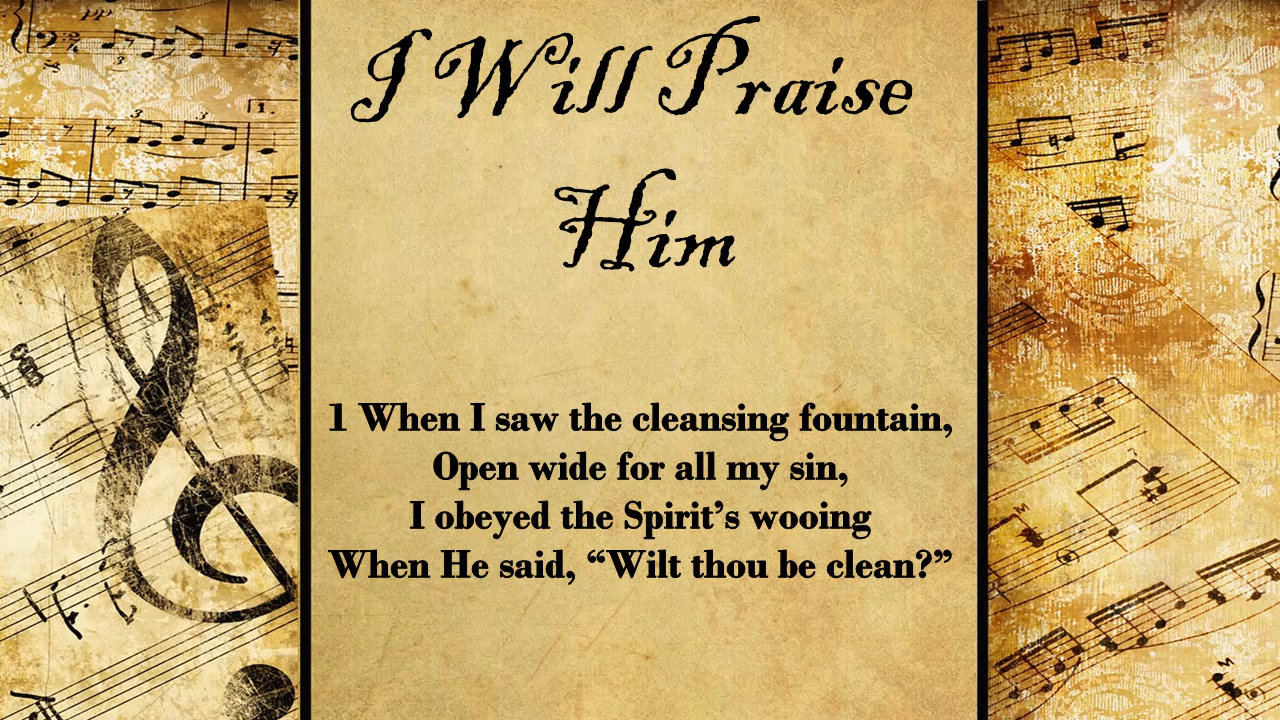 I Will Praise
Him
1 When I saw the cleansing fountain,
Open wide for all my sin,
I obeyed the Spirit’s wooing
When He said, “Wilt thou be clean?”